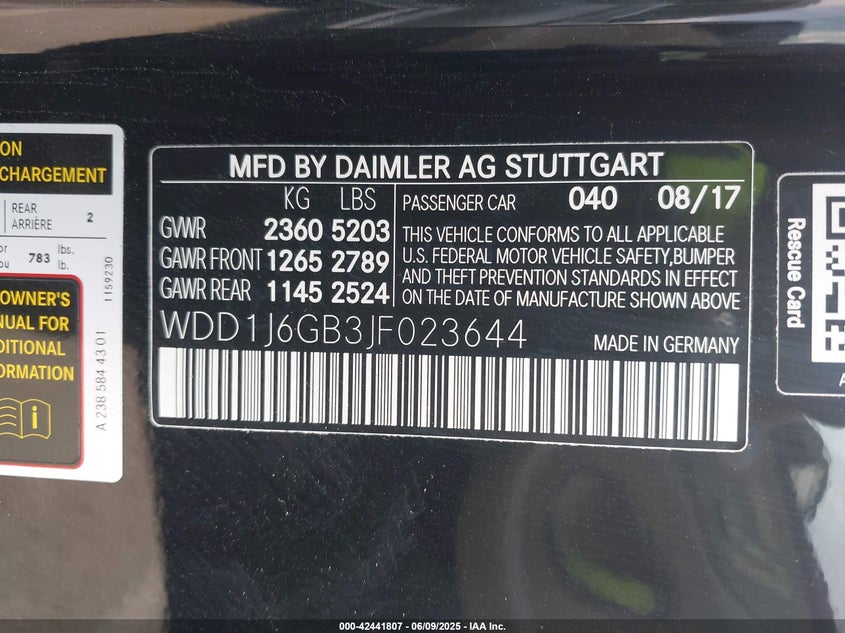 ON
CHARGEMENT
REAR
ARRIÈRE
2
or
ou
783
lbs.
lb.
OWNER'S
NUAL FOR
DITIONAL
FORMATION
1159230
A 238 584 43 01
MFD BY DAIMLER AG STUTTGART
KG LBS
GVWR 2360 5203
GAWR FRONT 1265 2789
GAWR REAR 1145 2524
PASSENGER CAR 040 08/17
THIS VEHICLE CONFORMS TO ALL APPLICABLE
U.S. FEDERAL MOTOR VEHICLE SAFETY,BUMPER
AND THEFT PREVENTION STANDARDS IN EFFECT
ON THE DATE OF MANUFACTURE SHOWN ABOVE
WDD1J6GB3JF023644
MADE IN GERMANY
Rescue Card
A
000-42441807 - 06/09/2025 - IAA Inc.